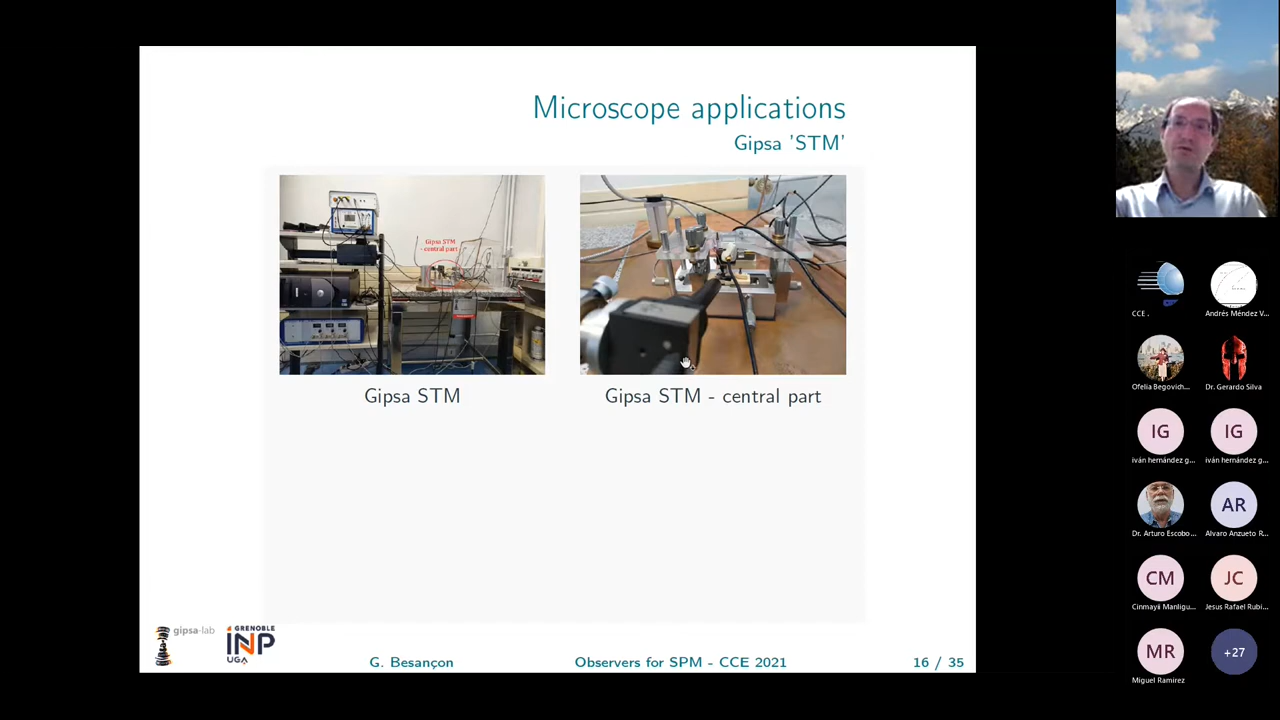 Microscope applications
Gipsa 'STM'
Gipsa STM
- central part
Gipsa STM
Gipsa STM - central part
gipsa-lab
GRENOBLE
INP
UGA
G. Besançon
Observers for SPM - CCE 2021
16 / 35
CCE .
Andrés Méndez V...
Ofelia Begovich...
Dr. Gerardo Silva
IG
IG
iván hernández g...
iván hernández g...
Dr. Arturo Escobo...
AR
Alvaro Anzueto R...
CM
JC
Cinmayii Manligu...
Jesus Rafael Rubi...
MR
+27
Miguel Ramirez